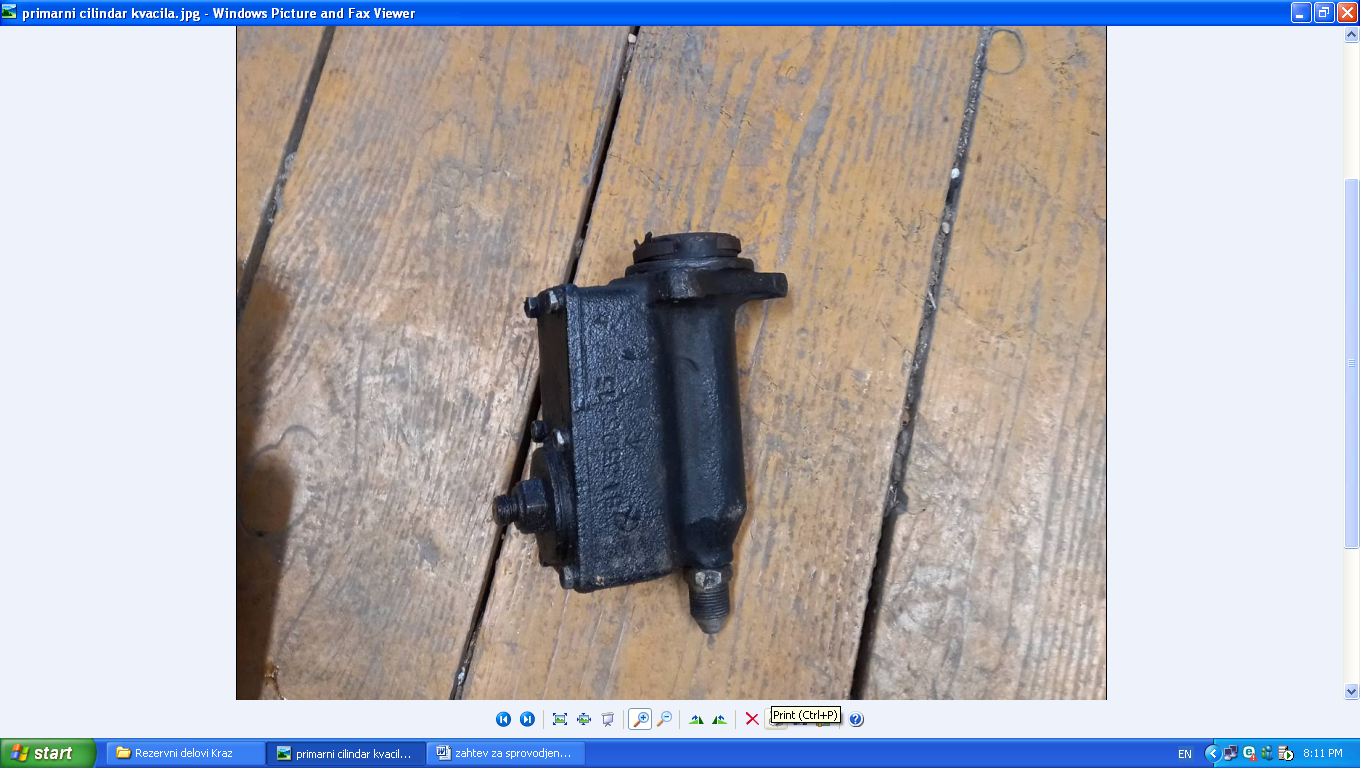 primarni cilindar kvacila.jpg - Windows Picture and Fax Viewer
Print (Ctrl+P)
start
Rezervni delovi Kraz
primarni cilindar kvacil...
zahtev za sprovodjen...
EN
8:11 PM